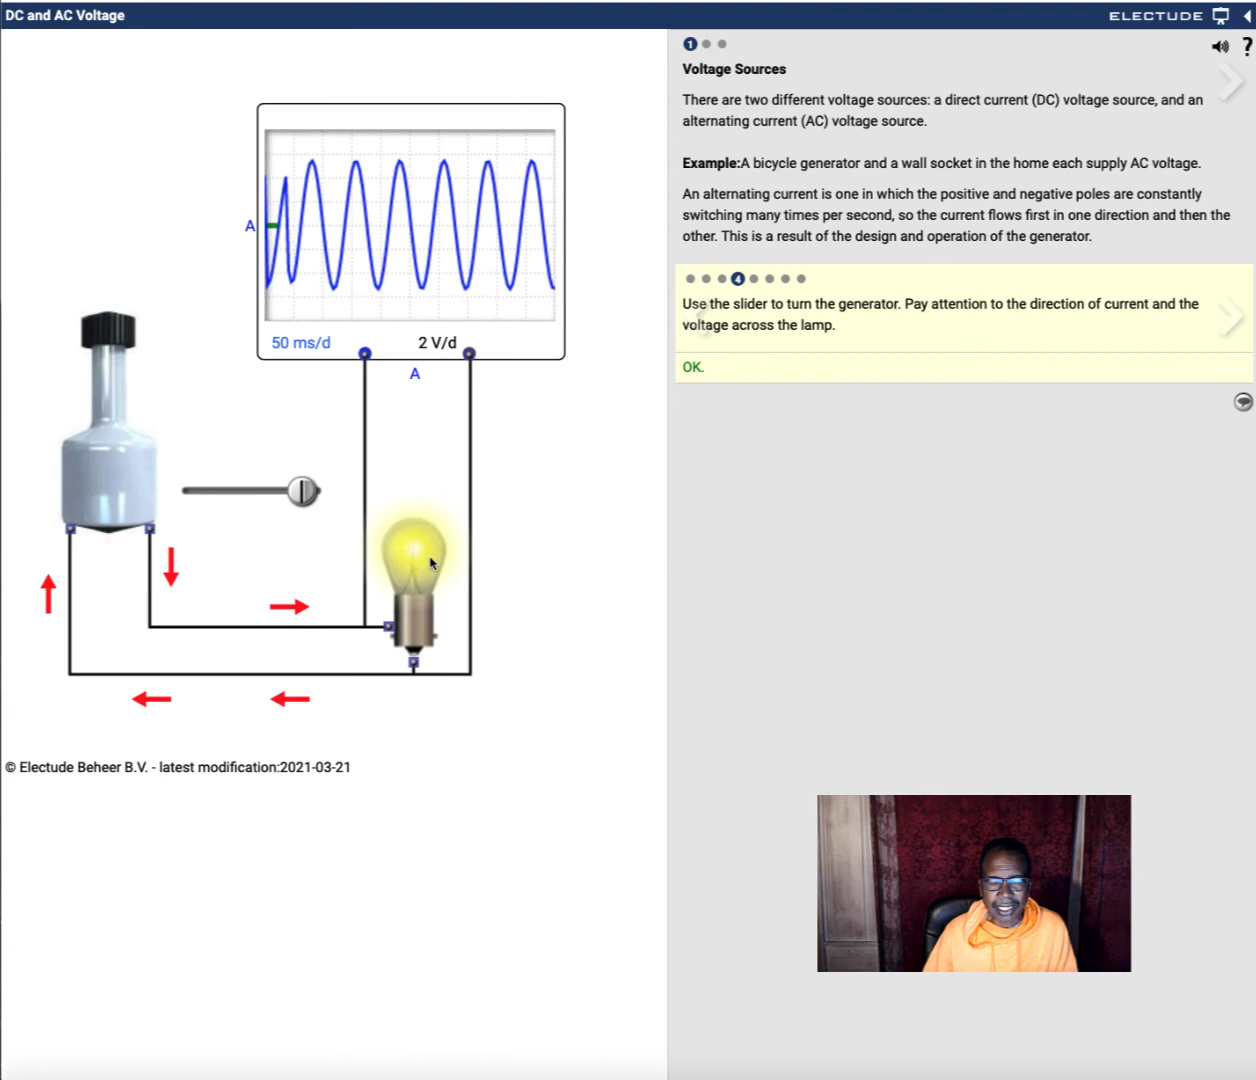 DC and AC Voltage
ELECTUDE
A
50 ms/d
2 V/d
A
© Electude Beheer B.V. - latest modification:2021-03-21
1
?
Voltage Sources
There are two different voltage sources: a direct current (DC) voltage source, and an
alternating current (AC) voltage source.
Example:A bicycle generator and a wall socket in the home each supply AC voltage.
An alternating current is one in which the positive and negative poles are constantly
switching many times per second, so the current flows first in one direction and then the
other. This is a result of the design and operation of the generator.
4
Use the slider to turn the generator. Pay attention to the direction of current and the
voltage across the lamp.
OK.